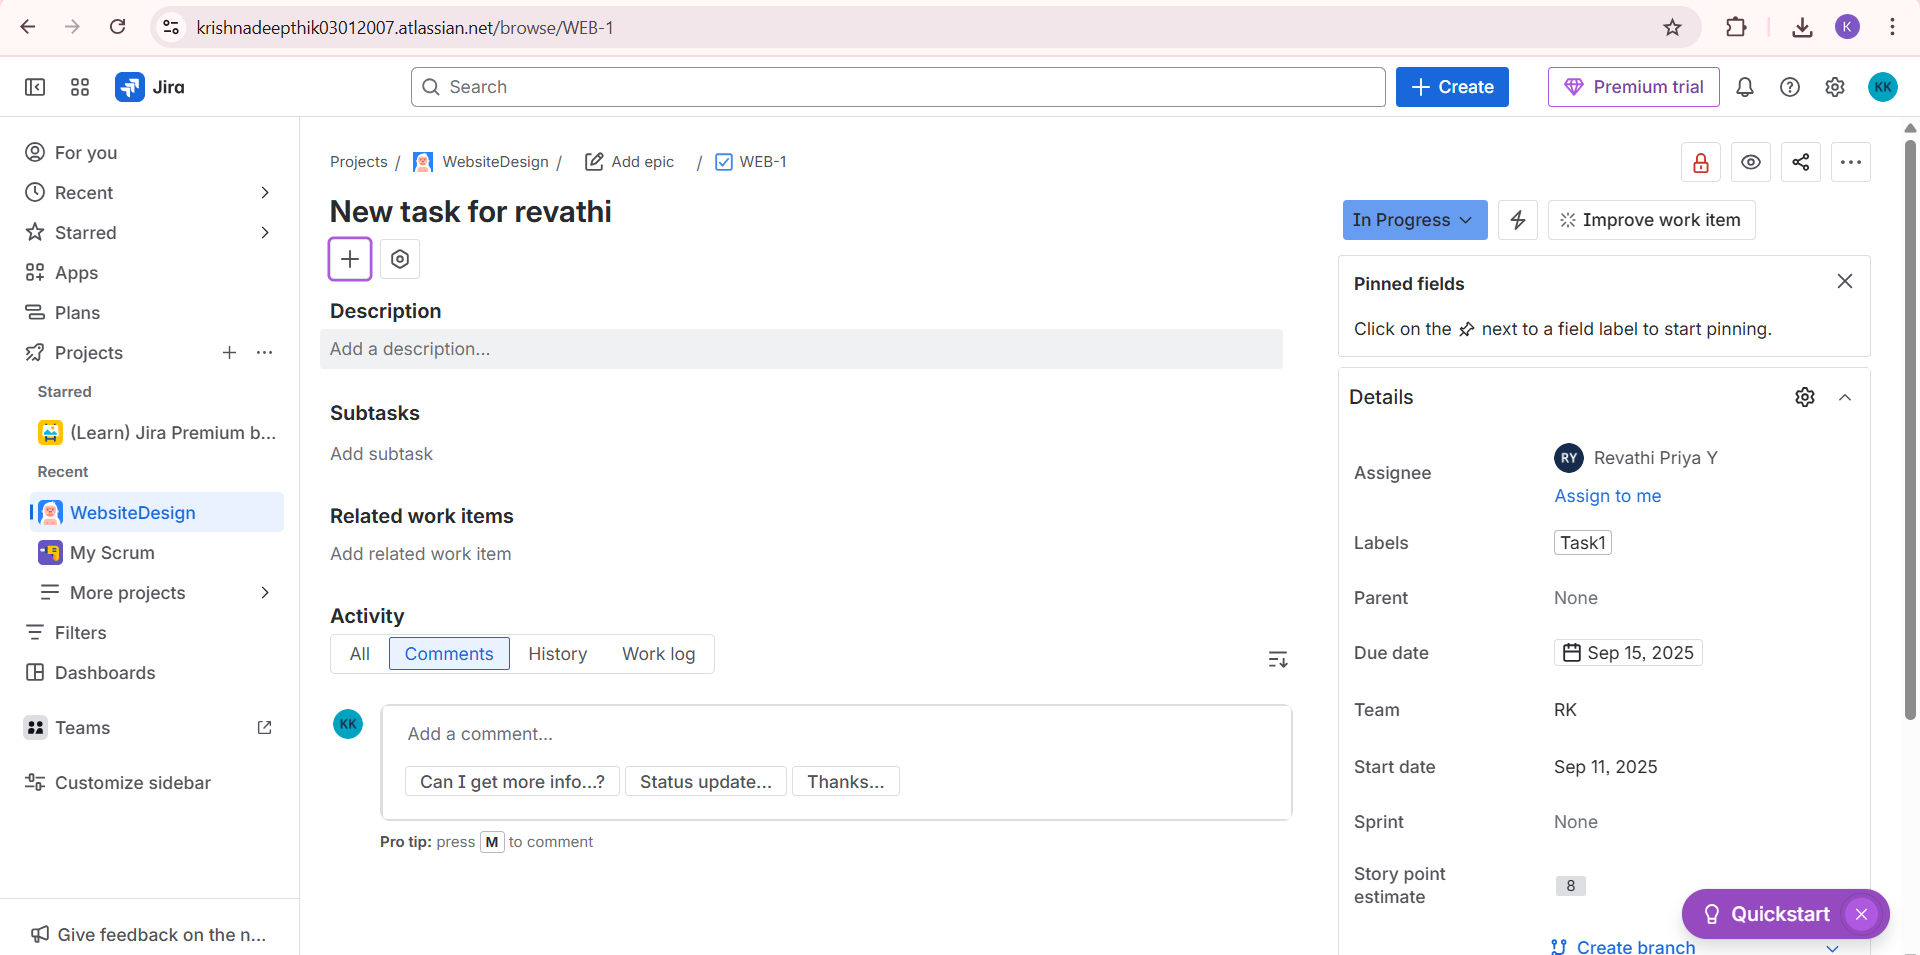 krishnadeepthik03012007.atlassian.net/browse/WEB-1
K
Jira
Search
Create
Premium trial
KK
For you
Recent
Starred
Apps
Plans
Projects
Starred
(Learn) Jira Premium b...
Recent
WebsiteDesign
My Scrum
More projects
Filters
Dashboards
Teams
Customize sidebar
Give feedback on the n...
Projects / WebsiteDesign / Add epic / WEB-1
New task for revathi
Description
Add a description...
Subtasks
Add subtask
Related work items
Add related work item
Activity
All Comments History Work log
KK
Add a comment...
Can I get more info...? Status update... Thanks...
Pro tip: press M to comment
In Progress
Improve work item
Pinned fields
Click on the next to a field label to start pinning.
Details
Assignee RY Revathi Priya Y
Assign to me
Labels Task1
Parent None
Due date Sep 15, 2025
Team RK
Start date Sep 11, 2025
Sprint None
Story point estimate 8
Quickstart
Create branch